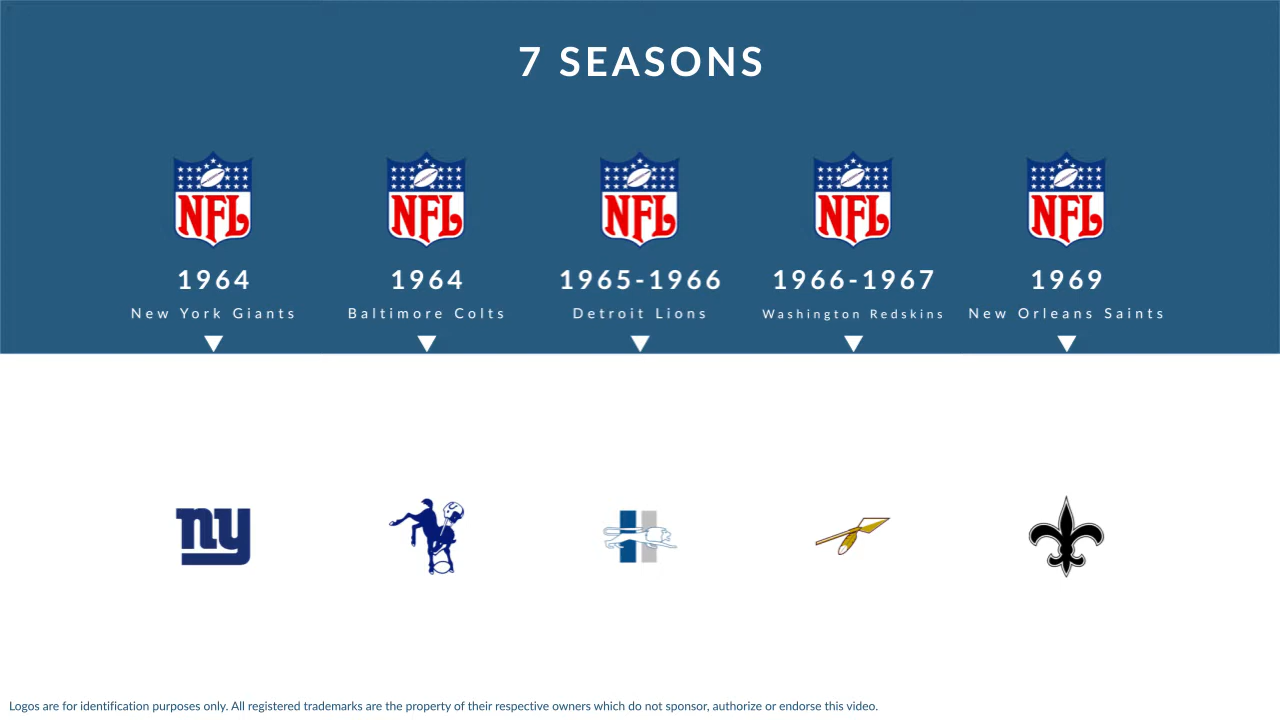 7 SEASONS
NFL NFL NFL NFL NFL
1964 1964 1965-1966 1966-1967 1969
New York Giants Baltimore Colts Detroit Lions Washington Redskins New Orleans Saints
ny
Logos are for identification purposes only. All registered trademarks are the property of their respective owners which do not sponsor, authorize or endorse this video.